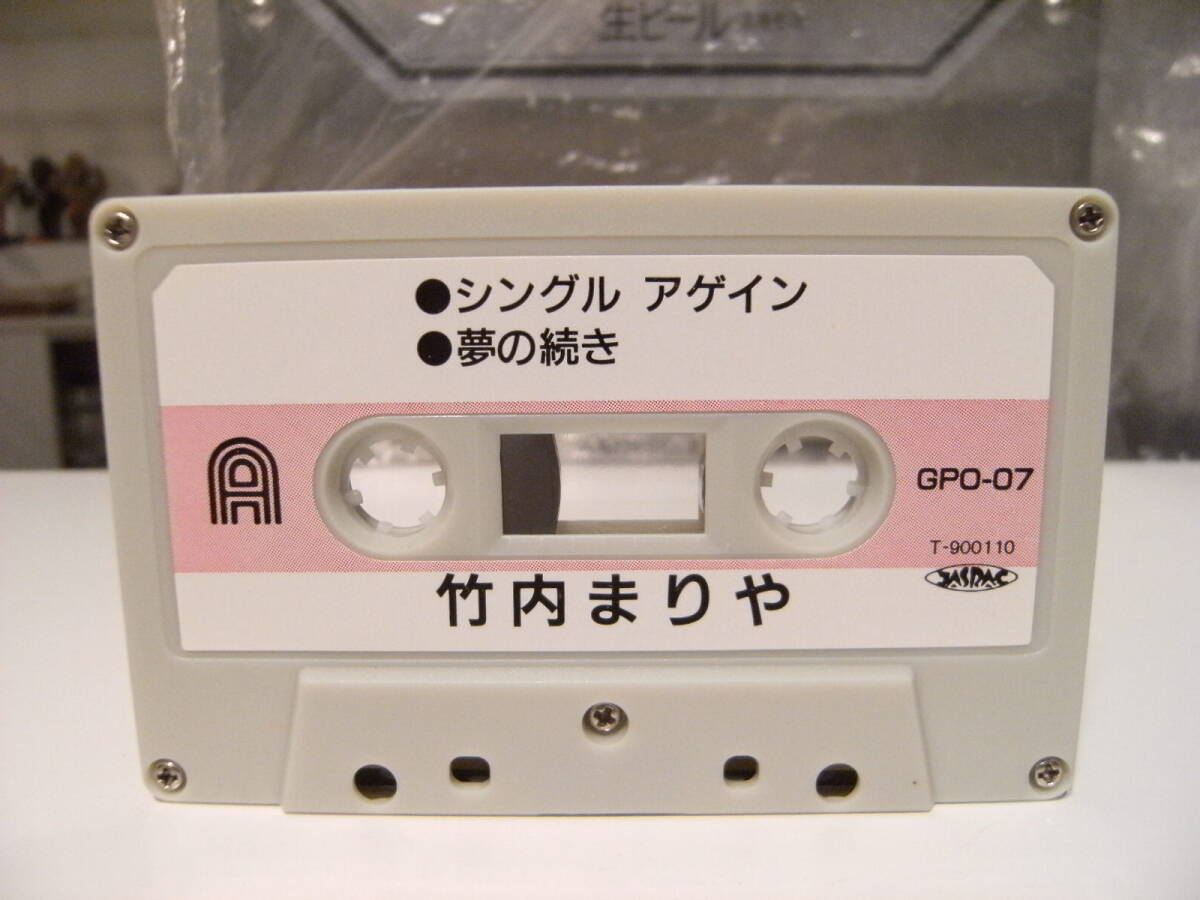 生ビール
●シングル アゲイン
●夢の続き
A
GPO-07
T-900110
JASRAC
竹内まりや